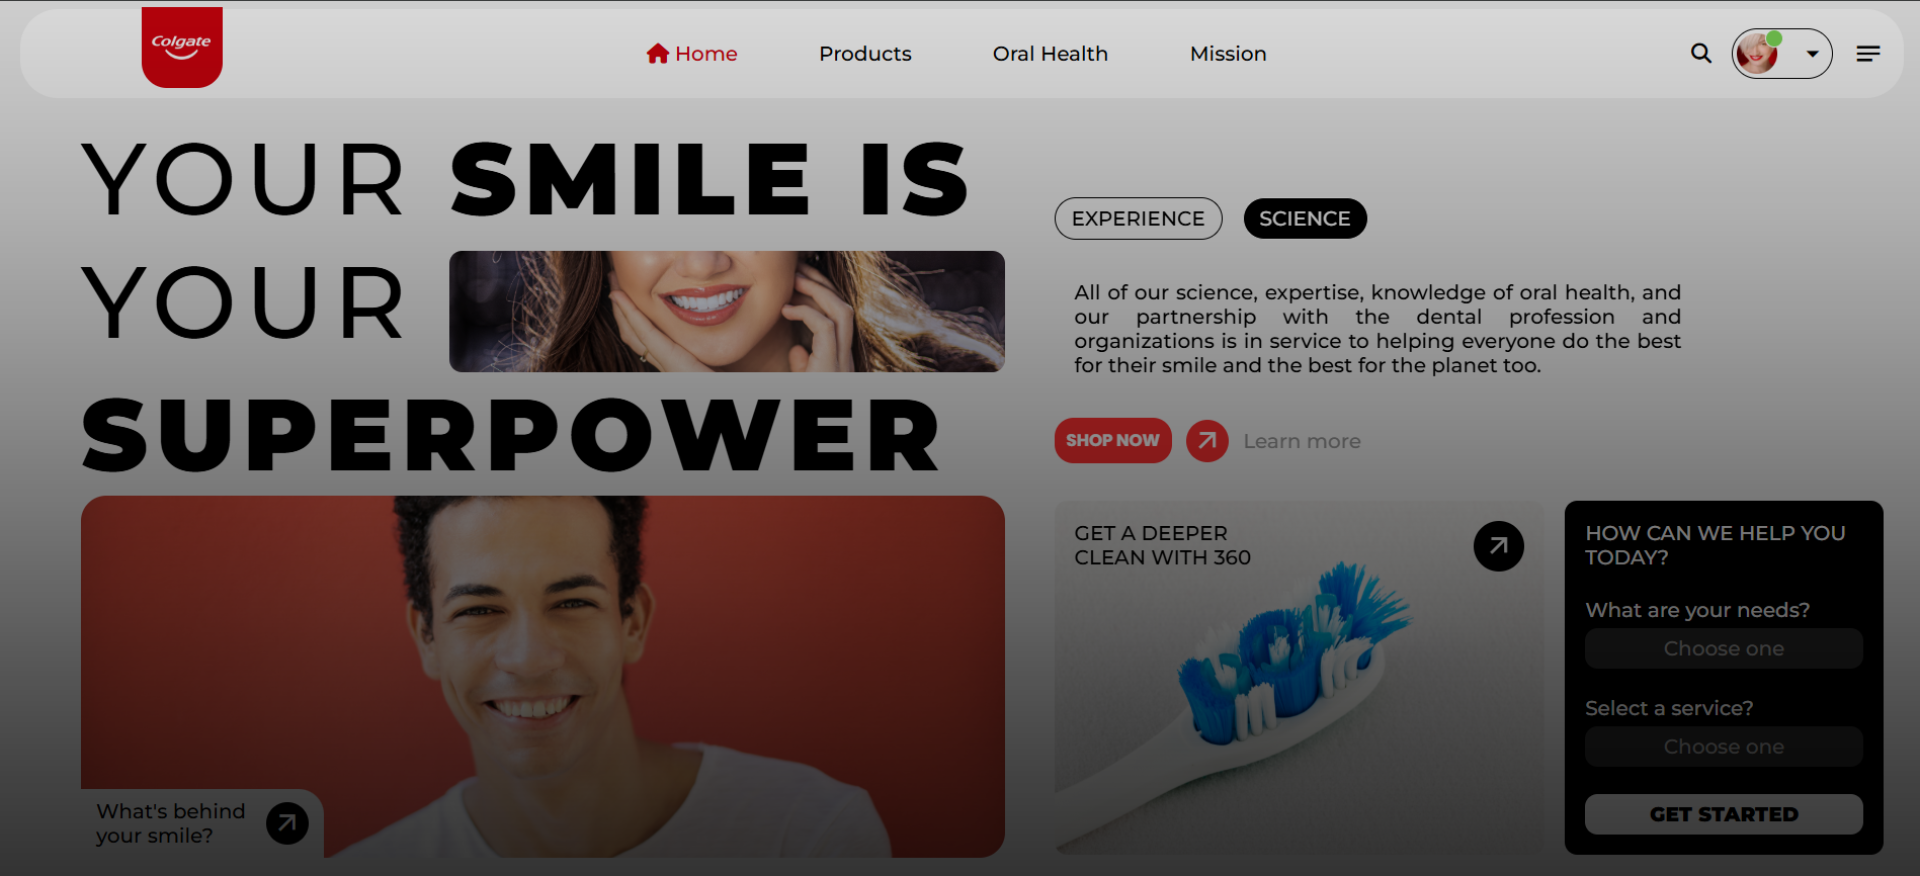 Colgate
Home
Products
Oral Health
Mission
YOUR SMILE IS
YOUR
SUPERPOWER
EXPERIENCE
SCIENCE
All of our science, expertise, knowledge of oral health, and
our partnership with the dental profession and
organizations is in service to helping everyone do the best
for their smile and the best for the planet too.
SHOP NOW
Learn more
What's behind
your smile?
GET A DEEPER
CLEAN WITH 360
HOW CAN WE HELP YOU
TODAY?
What are your needs?
Choose one
Select a service?
Choose one
GET STARTED